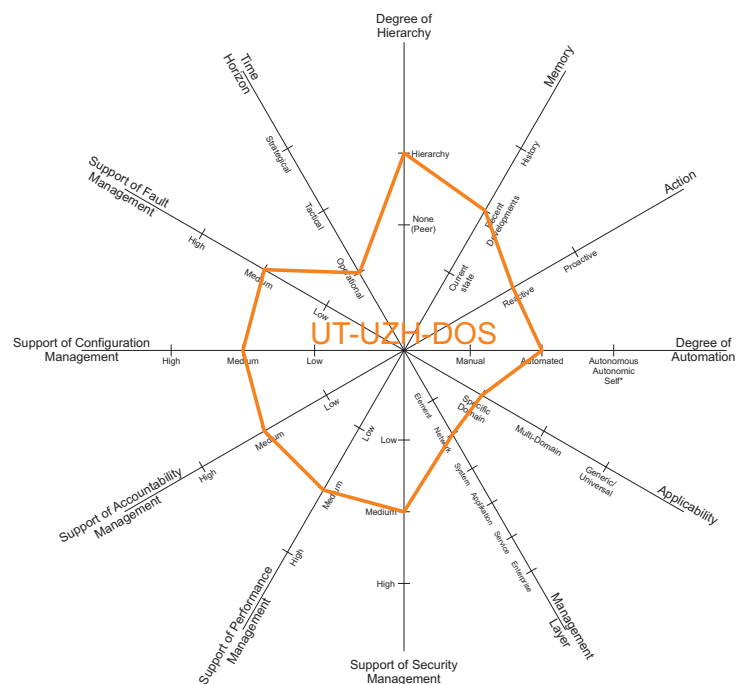 Degree of
Hierarchy
Time
Horizon
Memory
Strategical
History
Hierarchy
Support of Fault
Management
Action
Tactical
Recent
Developments
None
(Peer)
High
Proactive
Medium
Operational
Current
state
Reactive
Low
UT-UZH-DOS
Support of Configuration
Management
High
Medium
Low
Manual
Automated
Autonomous
Autonomic
Self*
Degree of
Automation
Low
Element
Specific
Domain
Low
Network
Low
Multi-Domain
Medium
System
Generic/
Universal
High
Support of Accountability
Management
Medium
Medium
Applikation
Applicability
Service
High
High
Enterprise
Support of Performance
Management
Management
Layer
Support of Security
Management